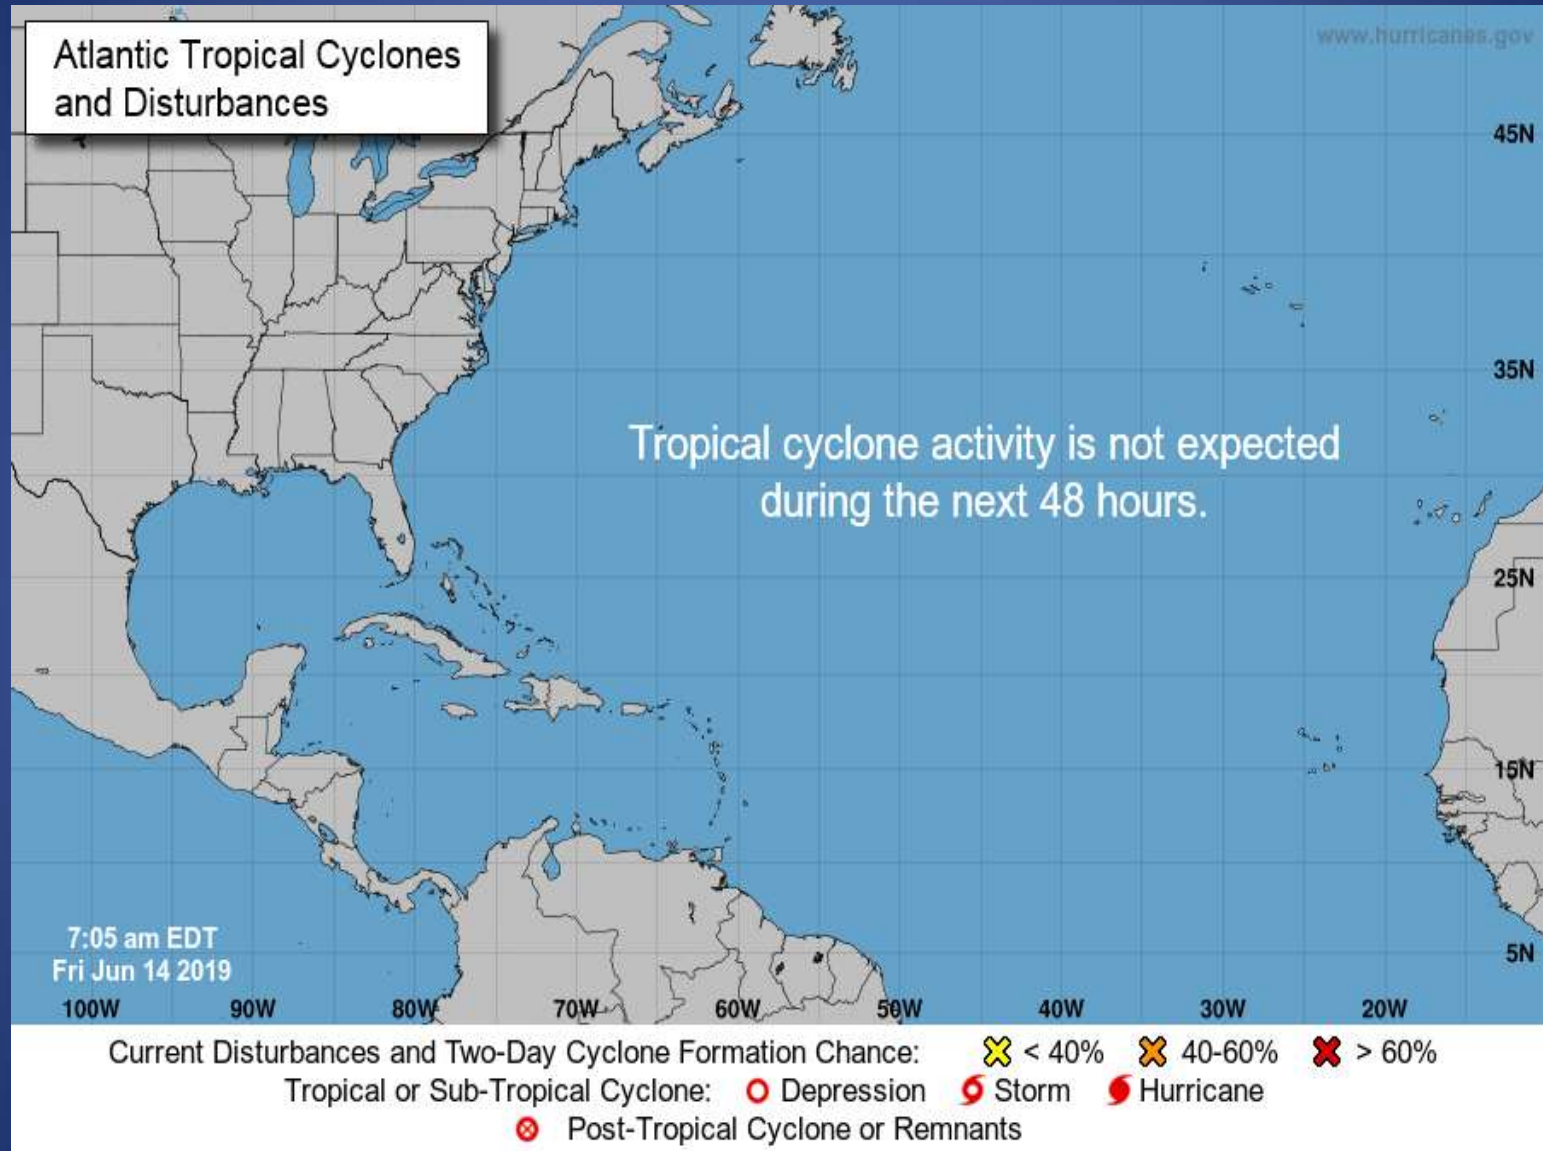 Atlantic Tropical Cyclones
and Disturbances
www.hurricanes.gov
45N
35N
Tropical cyclone activity is not expected
during the next 48 hours.
25N
15N
7:05 am EDT
Fri Jun 14 2019
5N
100W 90W 80W 70W 60W 50W 40W 30W 20W
Current Disturbances and Two-Day Cyclone Formation Chance: < 40% 40-60% > 60%
Tropical or Sub-Tropical Cyclone: Depression Storm Hurricane
Post-Tropical Cyclone or Remnants